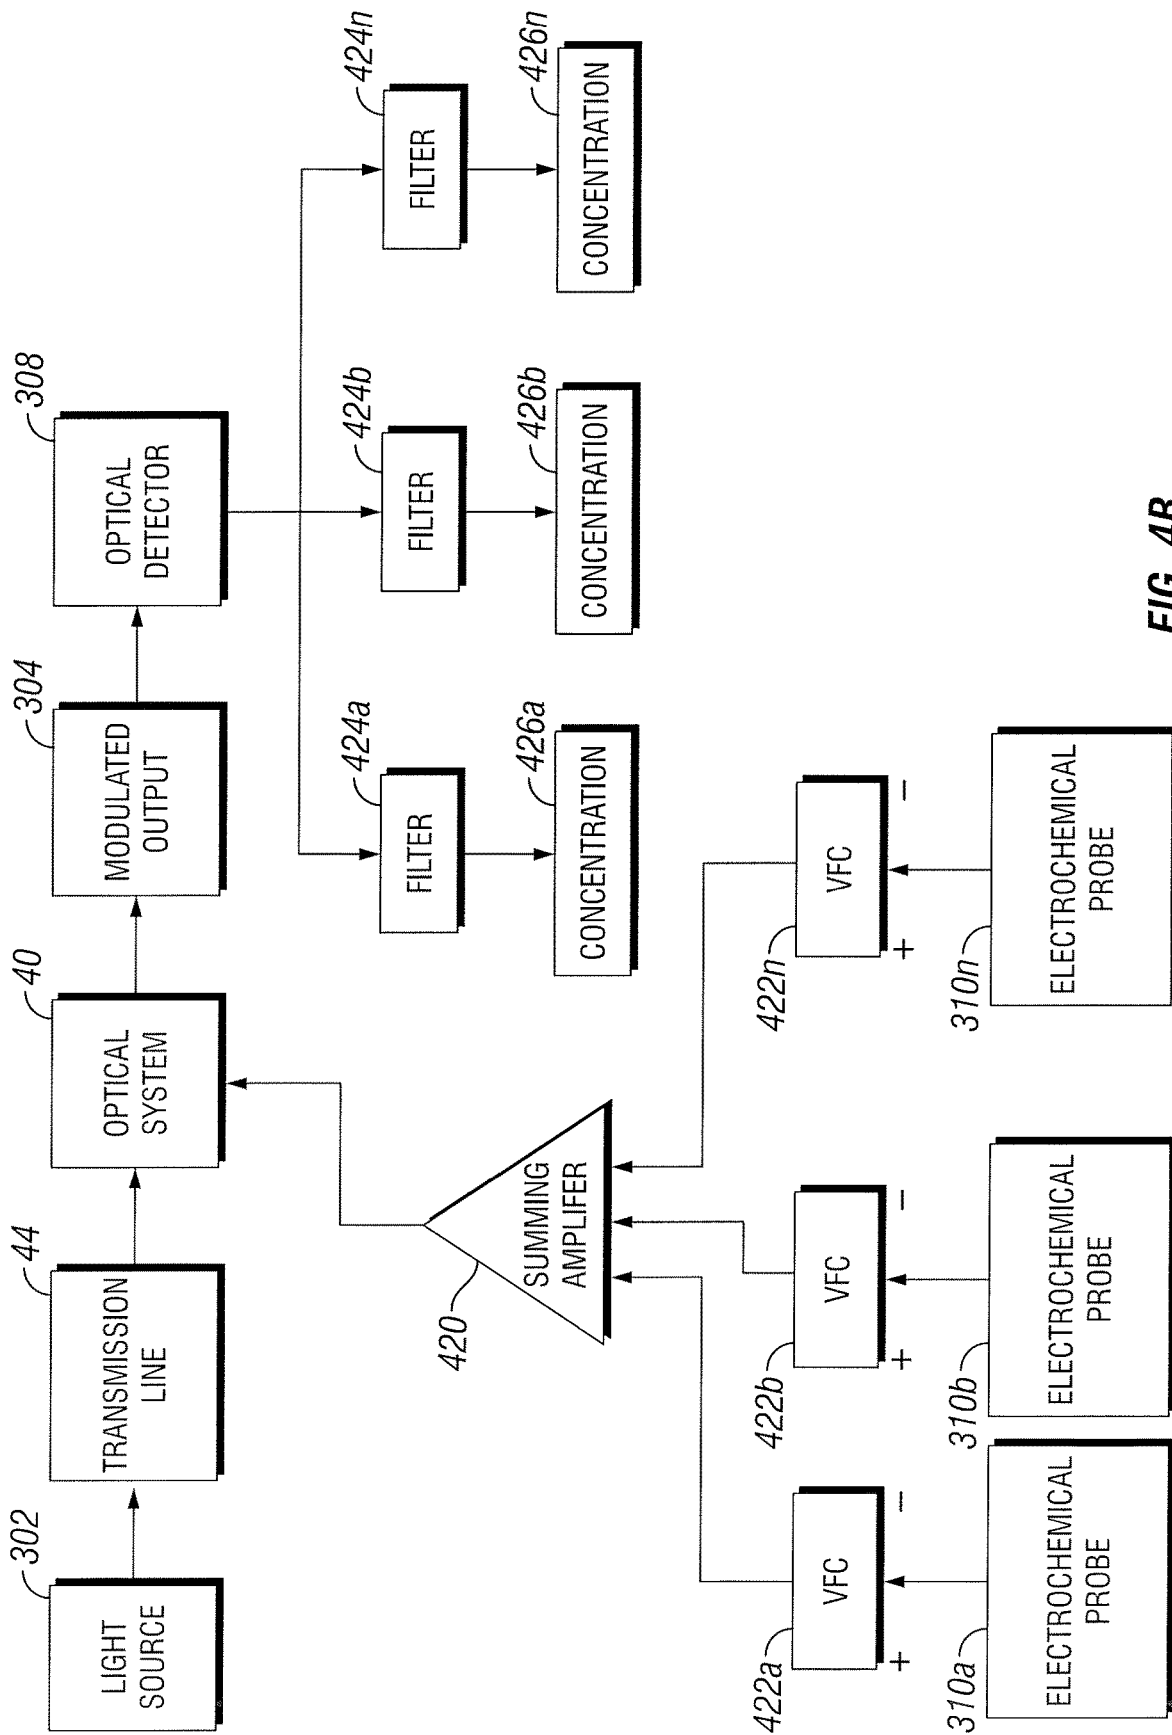 302
LIGHT
SOURCE
44
TRANSMISSION
LINE
40
OPTICAL
SYSTEM
304
MODULATED
OUTPUT
308
OPTICAL
DETECTOR
424a
FILTER
424b
FILTER
424n
FILTER
426a
CONCENTRATION
426b
CONCENTRATION
426n
CONCENTRATION
420
SUMMING
AMPLIFER
422a
VFC
+ −
422b
VFC
+ −
422n
VFC
+ −
310a
ELECTROCHEMICAL
PROBE
310b
ELECTROCHEMICAL
PROBE
310n
ELECTROCHEMICAL
PROBE
FIG. 4B